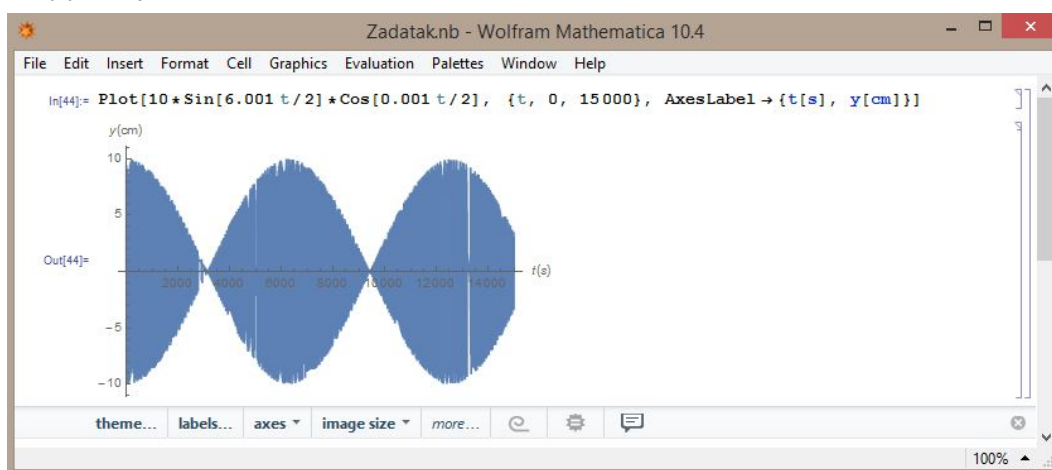 Zadatak.nb - Wolfram Mathematica 10.4
File Edit Insert Format Cell Graphics Evaluation Palettes Window Help
In[44]:= Plot[10*Sin[6.001 t/2]*Cos[0.001 t/2], {t, 0, 15000}, AxesLabel → {t[s], y[cm]}]
y(cm)
10
5
Out[44]=
t(s)
2000 4000 6000 8000 10000 12000 14000
-5
-10
theme... labels... axes image size more...
100%